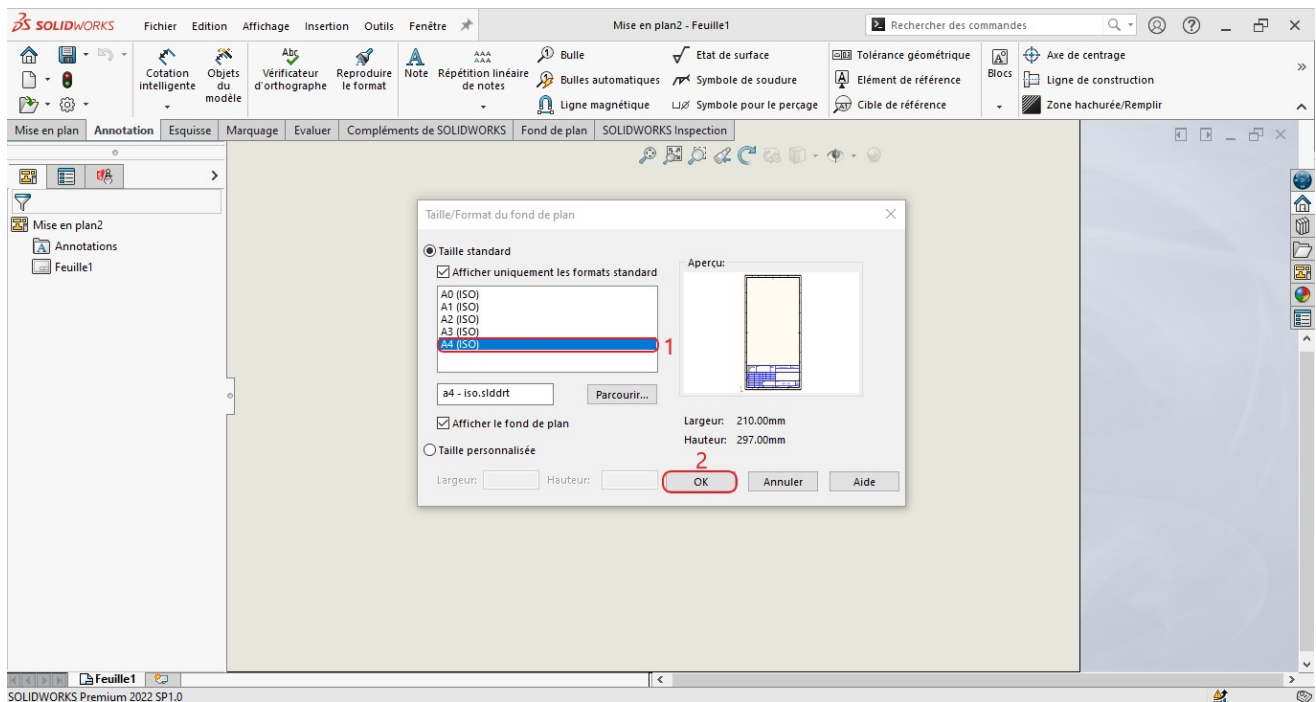 SOLIDWORKS Fichier Edition Affichage Insertion Outils Fenêtre Mise en plan2 - Feuille1 Rechercher des commandes
Cotation intelligente
Objets du modèle
Abc
Vérificateur d'orthographe
Reproduire le format
A
Note
AAA
AAA
Répétition linéaire de notes
Bulle
Bulles automatiques
Ligne magnétique
Etat de surface
Symbole de soudure
Symbole pour le perçage
Tolérance géométrique
Elément de référence
Cible de référence
Blocs
Axe de centrage
Ligne de construction
Zone hachurée/Remplir
Mise en plan Annotation Esquisse Marquage Evaluer Compléments de SOLIDWORKS Fond de plan SOLIDWORKS Inspection
Mise en plan2
Annotations
Feuille1
Taille/Format du fond de plan
Taille standard
Afficher uniquement les formats standard
A0 (ISO)
A1 (ISO)
A2 (ISO)
A3 (ISO)
A4 (ISO) 1
a4 - iso.slddrt Parcourir...
Afficher le fond de plan
Taille personnalisée
Largeur: Hauteur:
Aperçu:
Largeur: 210.00mm
Hauteur: 297.00mm
2
OK Annuler Aide
Feuille1
SOLIDWORKS Premium 2022 SP1.0